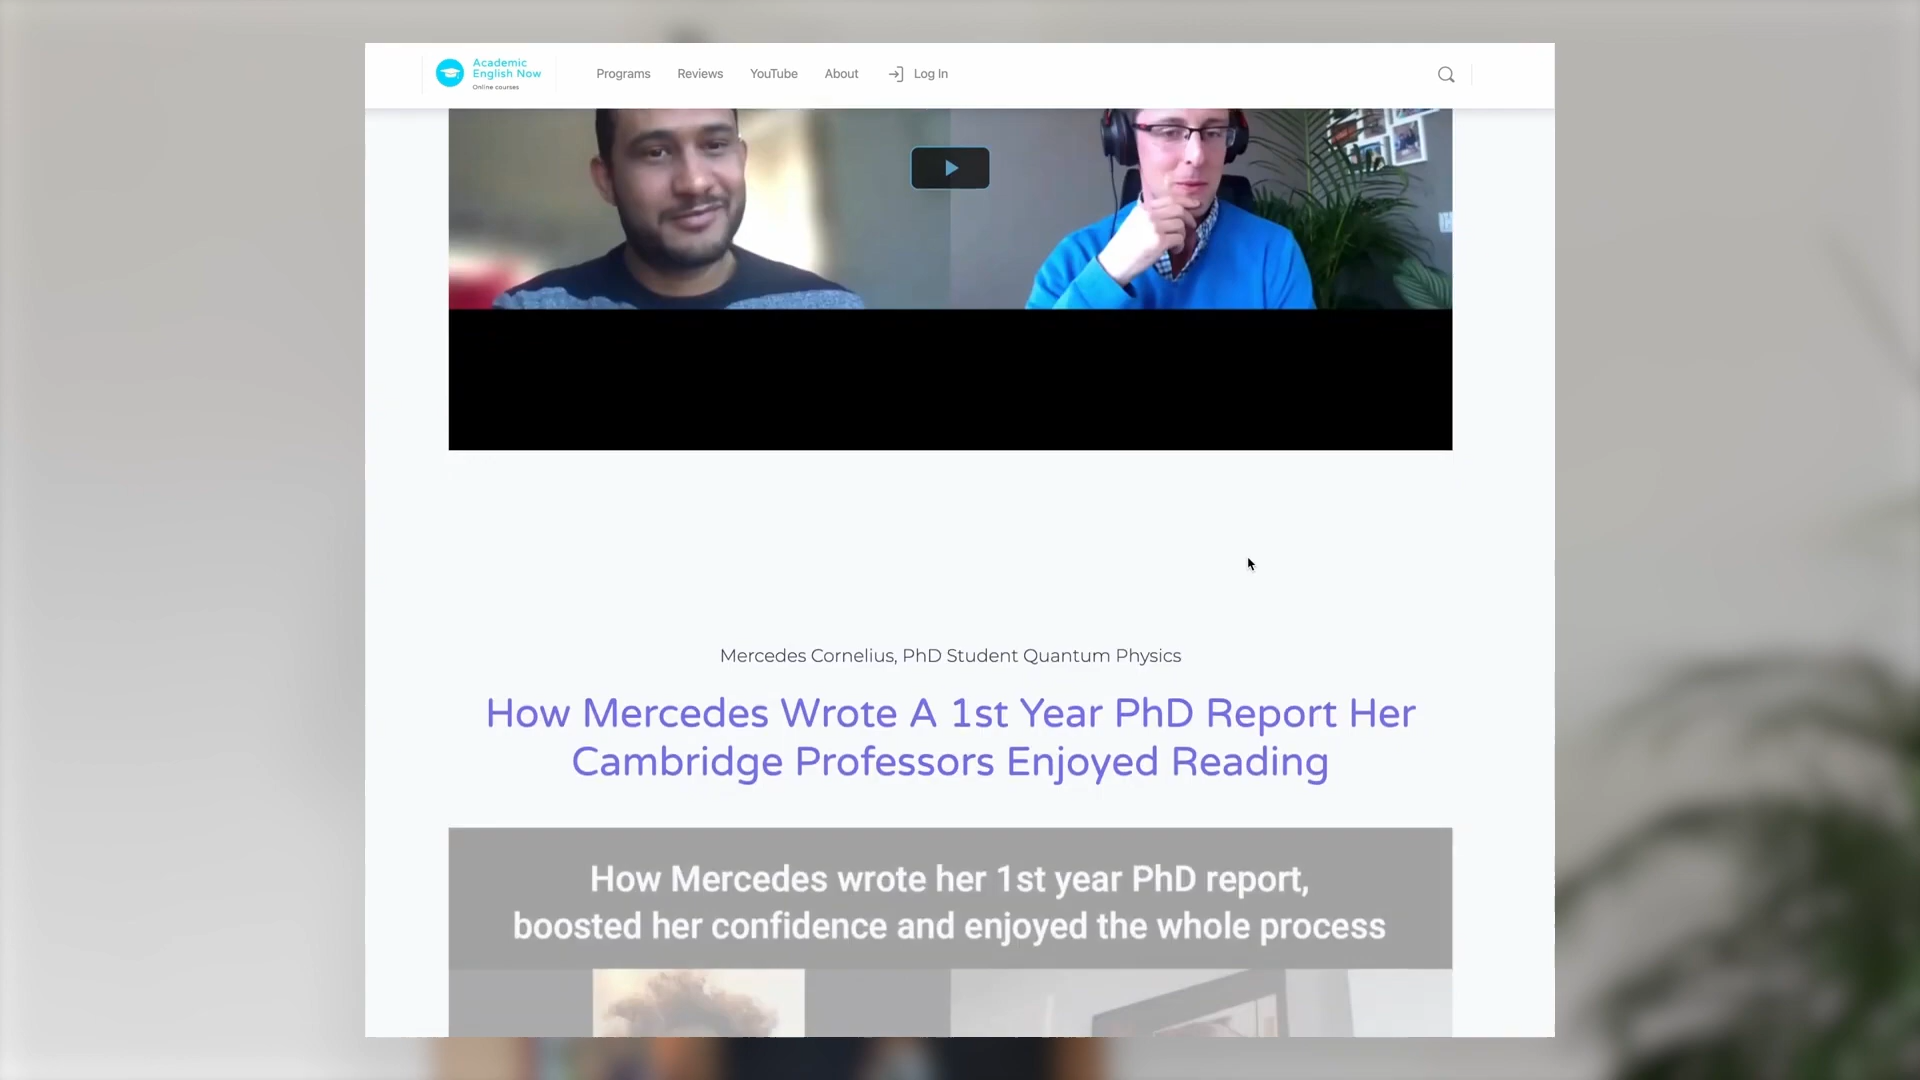 Academic
English Now
Online courses
Programs
Reviews
YouTube
About
Log In
Mercedes Cornelius, PhD Student Quantum Physics
How Mercedes Wrote A 1st Year PhD Report Her
Cambridge Professors Enjoyed Reading
How Mercedes wrote her 1st year PhD report,
boosted her confidence and enjoyed the whole process